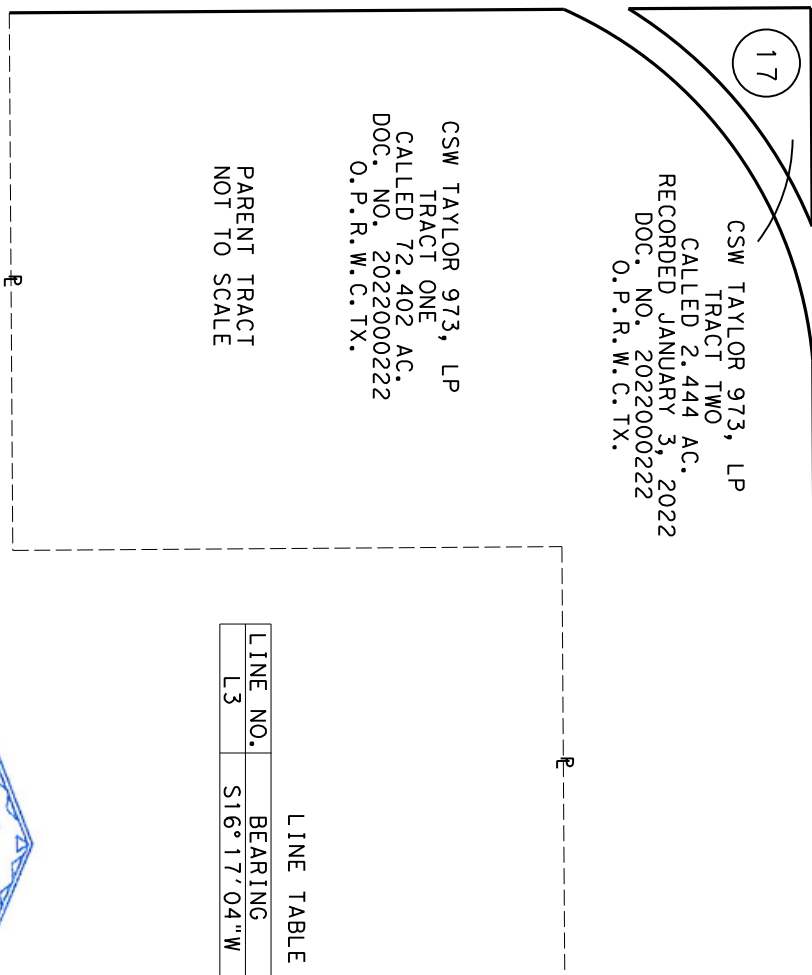 17
CSW TAYLOR 973, LP
TRACT TWO
CALLED 2.444 AC.
RECORDED JANUARY 3, 2022
DOC. NO. 2022000222
O.P.R.W.C.TX.
CSW TAYLOR 973, LP
TRACT ONE
CALLED 72.402 AC.
DOC. NO. 2022000222
O.P.R.W.C.TX.
PARENT TRACT
NOT TO SCALE
PL
PL
LINE TABLE
LINE NO. BEARING
L3 S16°17'04"W